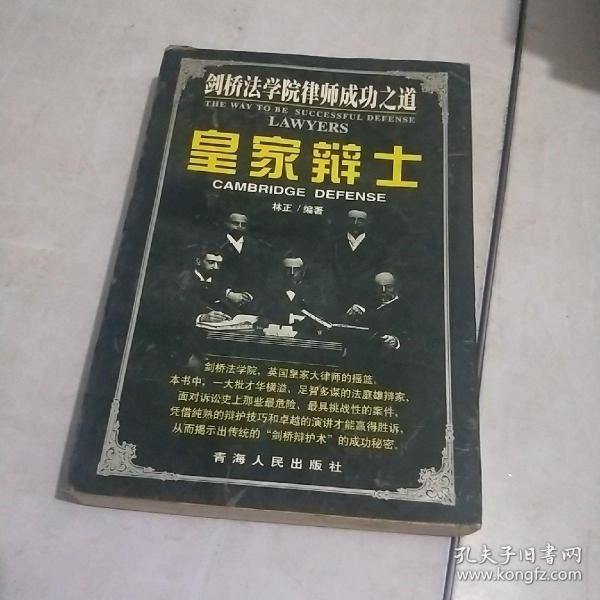 剑桥法学院律师成功之道
THE WAY TO BE SUCCESSFUL DEFENSE
LAWYERS
皇家辩士
CAMBRIDGE DEFENSE
林正/编著
剑桥法学院，英国皇家大律师的摇篮。
本书中，一大批才华横溢、足智多谋的法庭雄辩家，
面对诉讼史上那些最危险、最具挑战性的案件，
凭借纯熟的辩护技巧和卓越的演讲才能赢得胜诉，
从而揭示出传统的“剑桥辩护术”的成功秘密。
青海人民出版社
孔夫子旧书网
www.kongfz.com